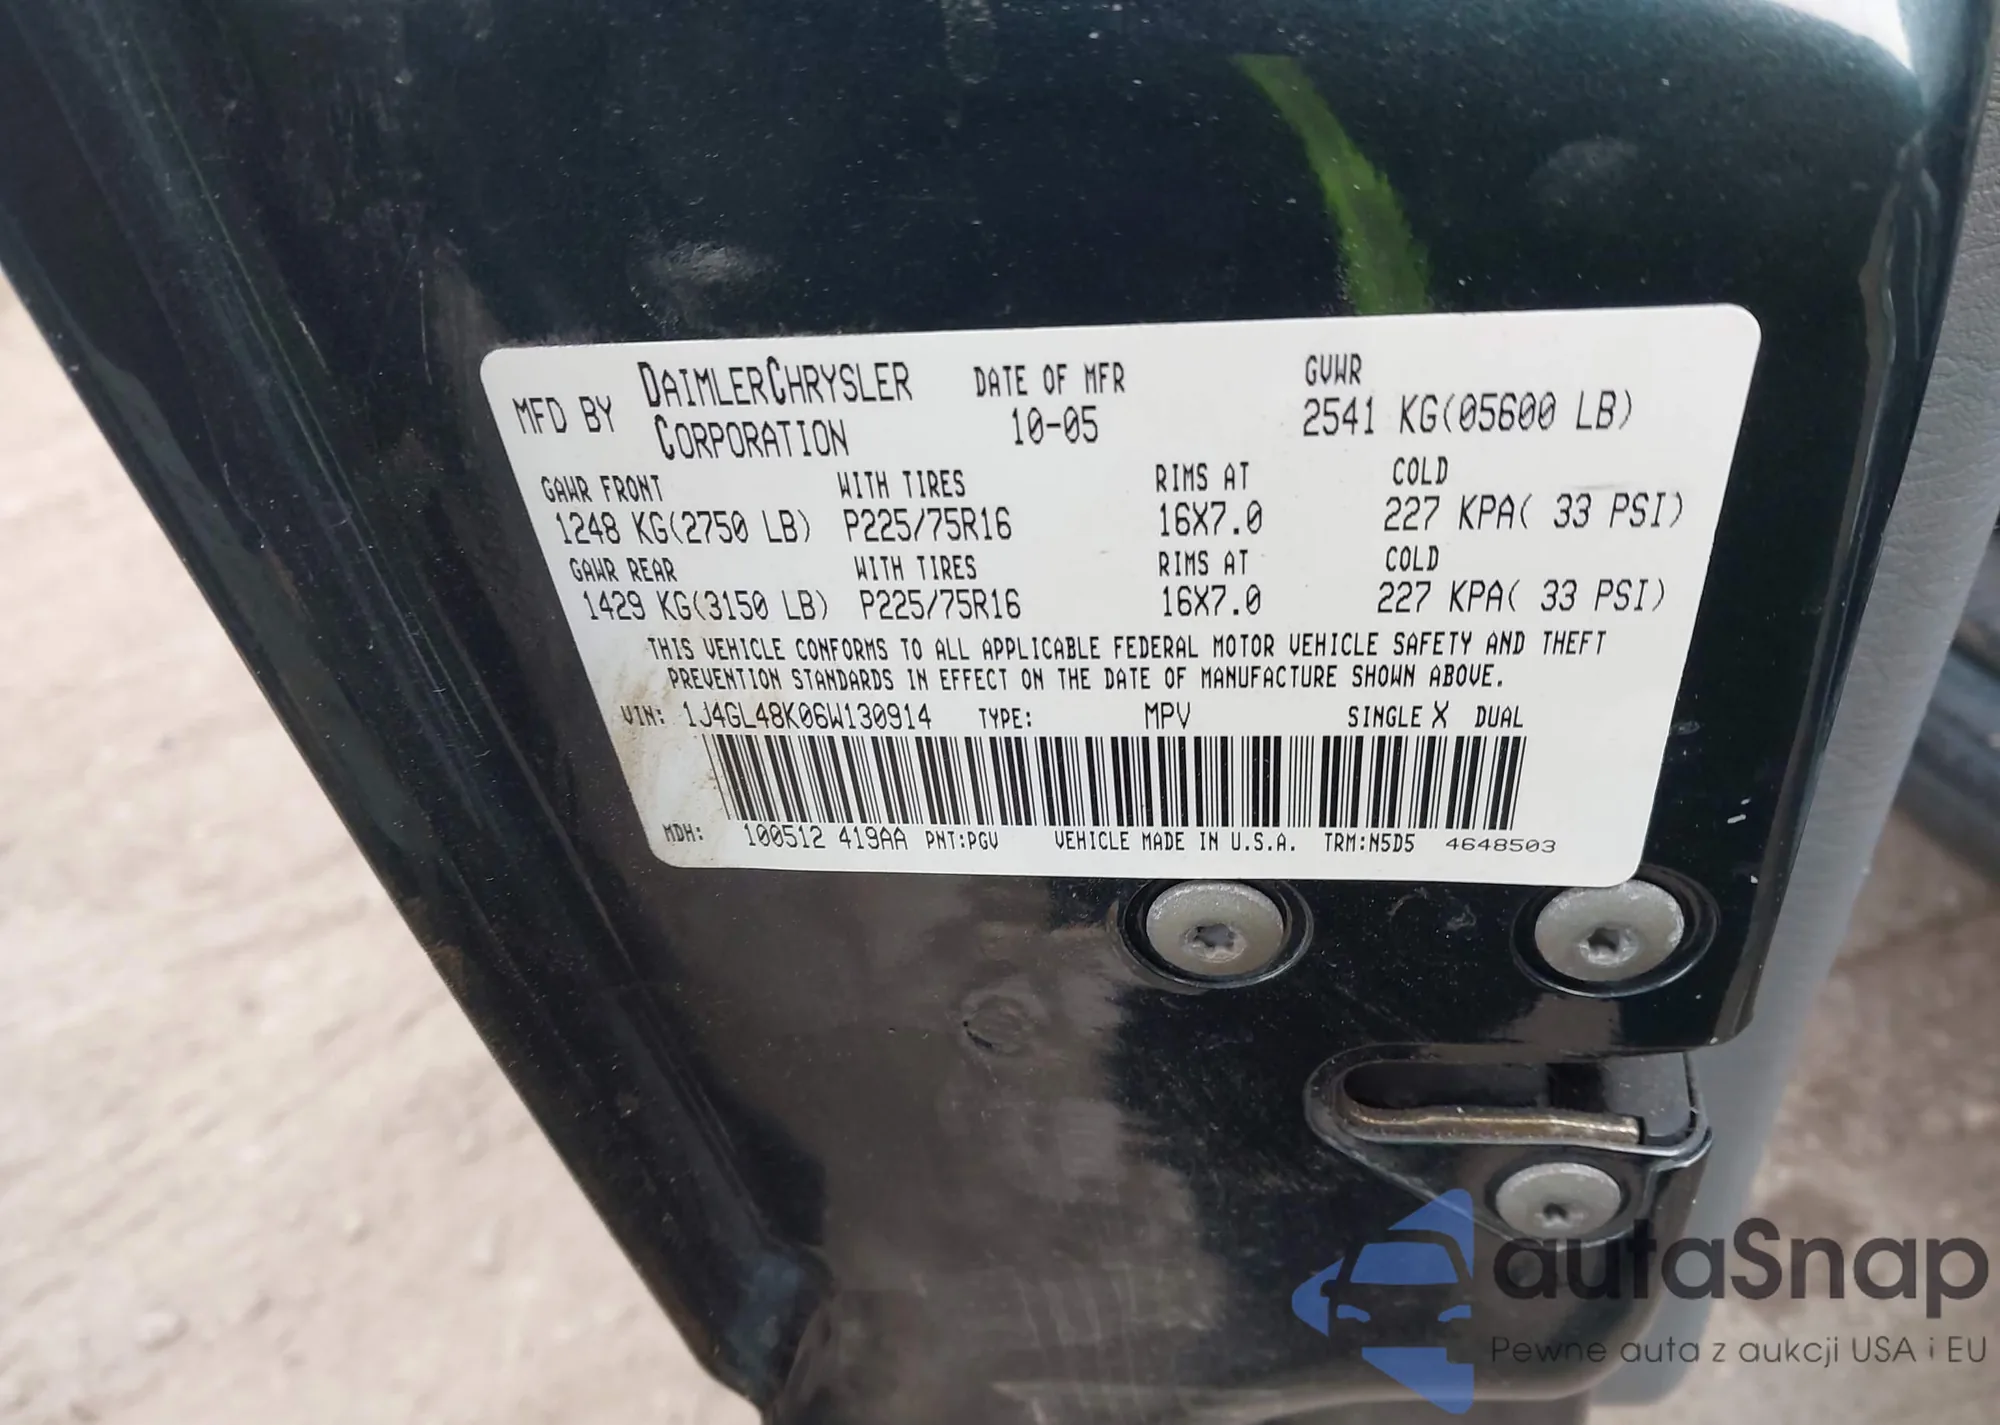 MFD BY DAIMLERCHRYSLER CORPORATION DATE OF MFR 10-05 GVWR 2541 KG(05600 LB)
GAWR FRONT WITH TIRES RIMS AT COLD
1248 KG(2750 LB) P225/75R16 16X7.0 227 KPA( 33 PSI)
GAWR REAR WITH TIRES RIMS AT COLD
1429 KG(3150 LB) P225/75R16 16X7.0 227 KPA( 33 PSI)
THIS VEHICLE CONFORMS TO ALL APPLICABLE FEDERAL MOTOR VEHICLE SAFETY AND THEFT
PREVENTION STANDARDS IN EFFECT ON THE DATE OF MANUFACTURE SHOWN ABOVE.
VIN: 1J4GL48K06W130914 TYPE: MPV SINGLE X DUAL
MDH: 100512 419AA PNT:PGV VEHICLE MADE IN U.S.A. TRM:N5D5 4648503
autaSnap
Pewne auta z aukcji USA i EU